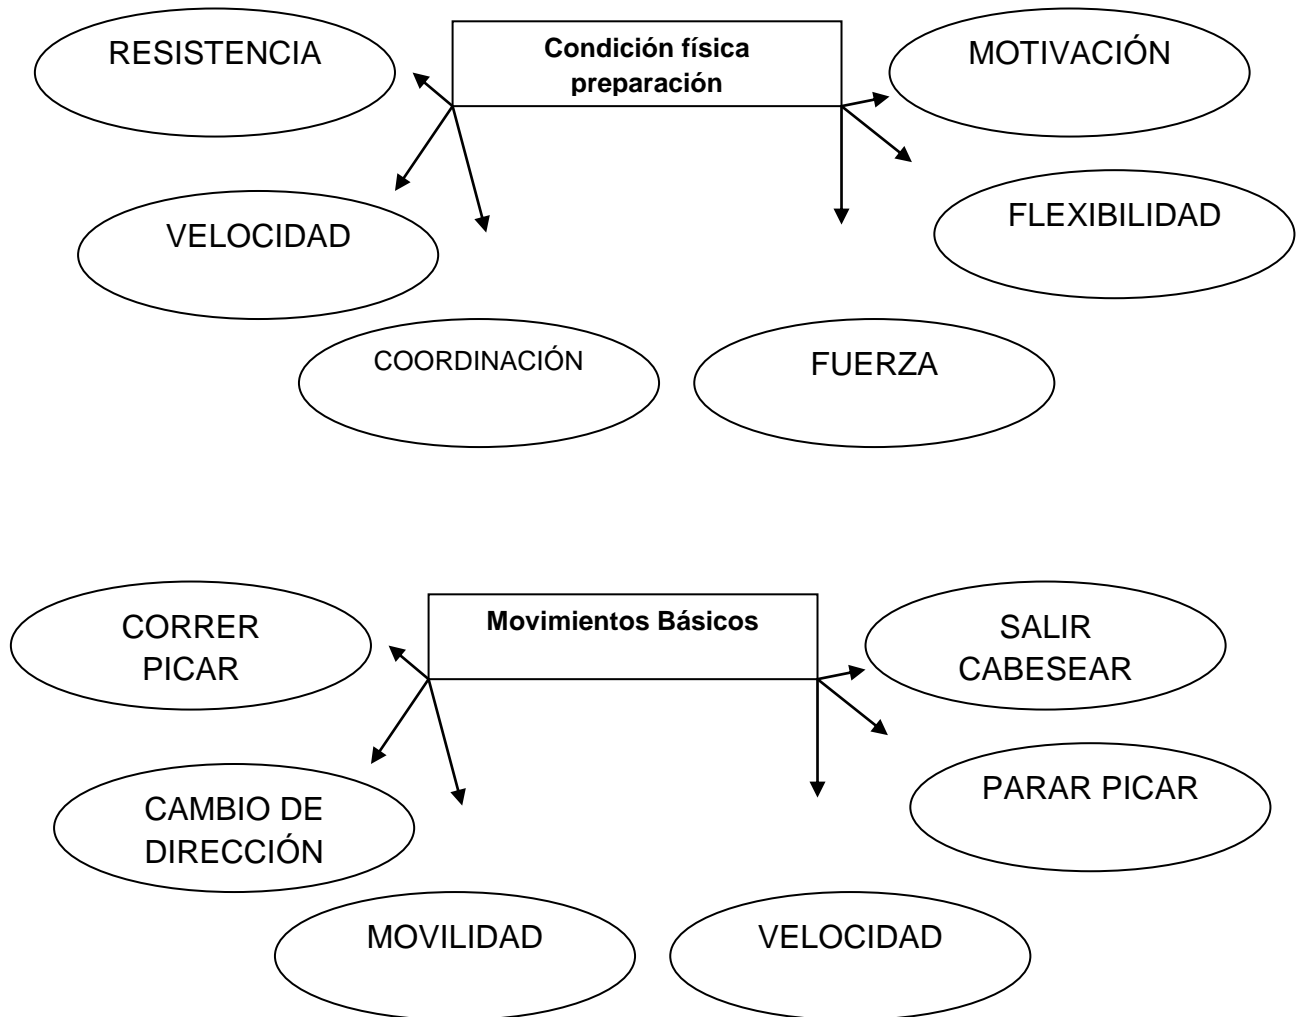 RESISTENCIA
Condición física
preparación
MOTIVACIÓN
VELOCIDAD
FLEXIBILIDAD
COORDINACIÓN
FUERZA
CORRER
PICAR
Movimientos Básicos
SALIR
CABESEAR
CAMBIO DE
DIRECCIÓN
PARAR PICAR
MOVILIDAD
VELOCIDAD